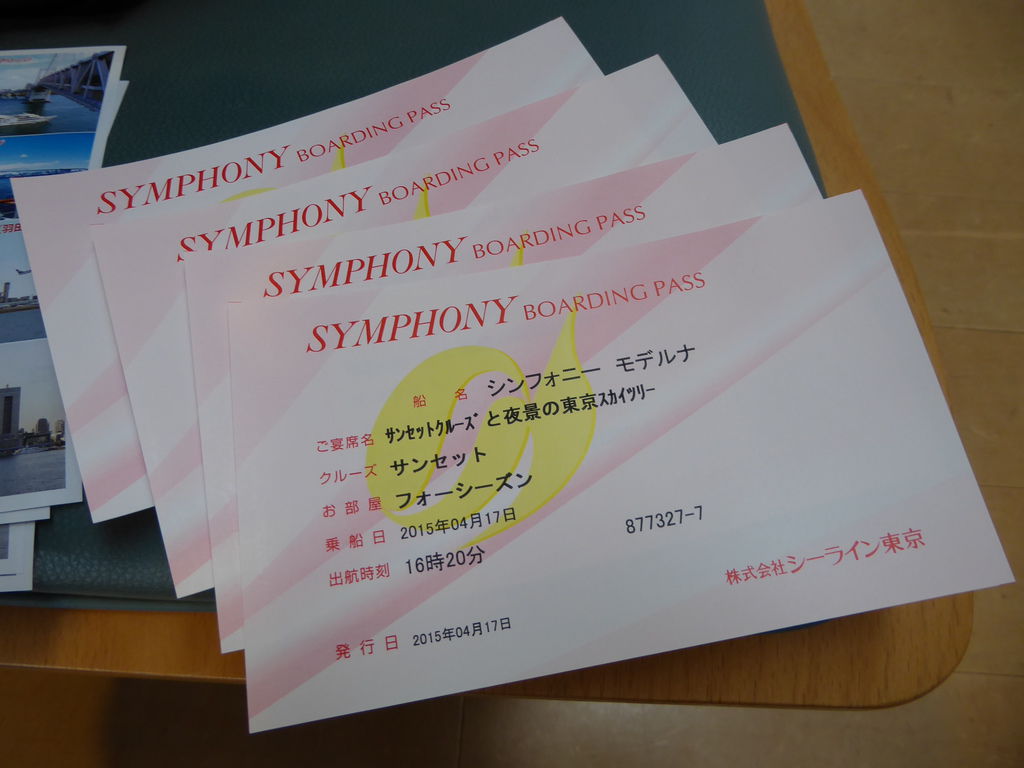 SYMPHONY BOARDING PASS
SYMPHONY BOARDING PASS
SYMPHONY BOARDING PASS
SYMPHONY BOARDING PASS
船 名 シンフォニー モデルナ
ご宴席名 サンセットクルーズと夜景の東京スカイツリー
クルーズ サンセット
お部屋 フォーシーズン
乗船日 2015年04月17日
出航時刻 16時20分
877327-7
株式会社シーライン東京
発行日 2015年04月17日
羽田